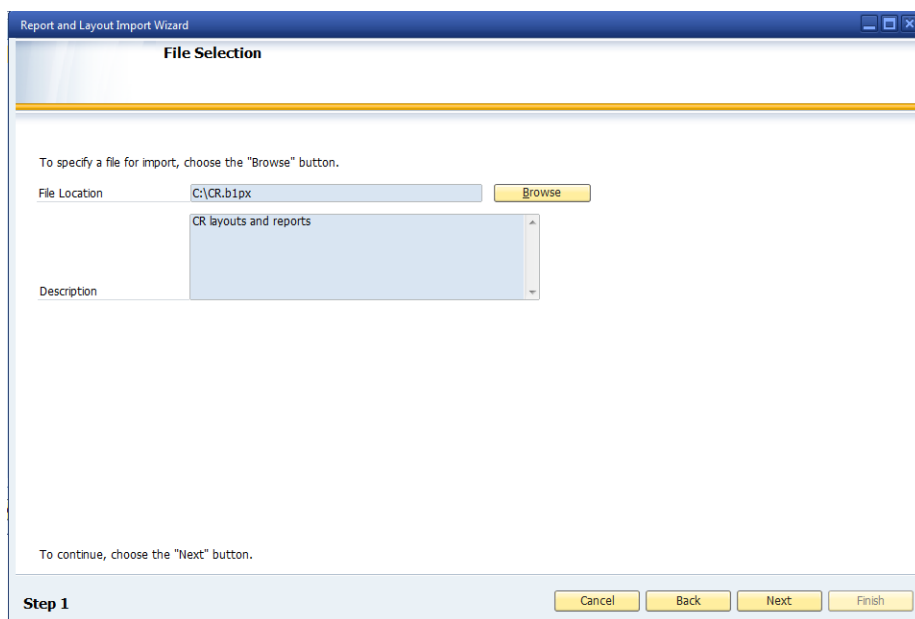 Report and Layout Import Wizard
File Selection
To specify a file for import, choose the "Browse" button.
File Location C:\CR.b1px Browse
CR layouts and reports
Description
To continue, choose the "Next" button.
Step 1 Cancel Back Next Finish